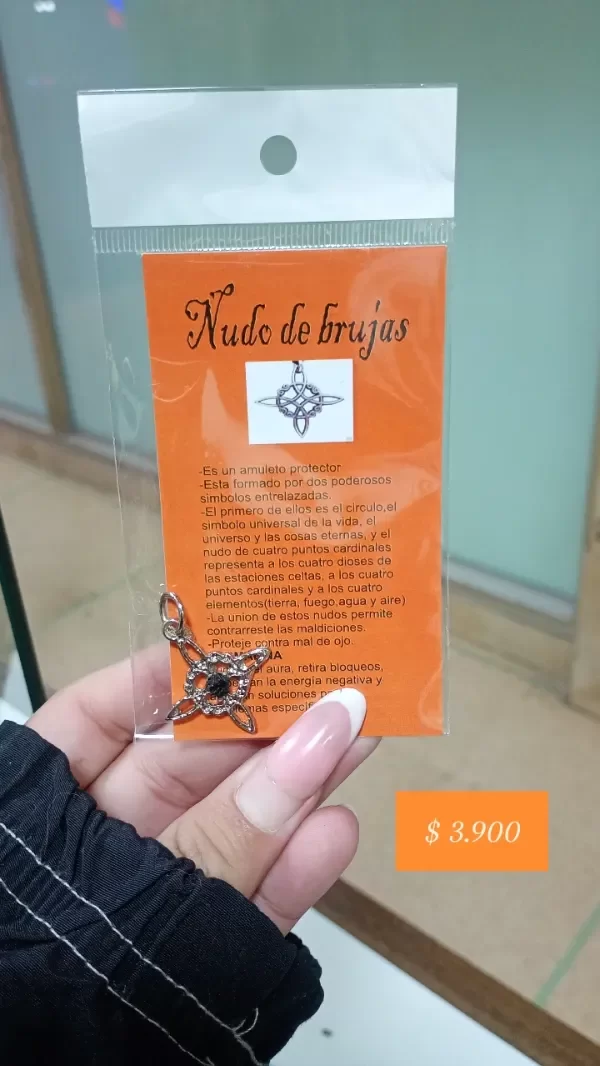 Nudo de brujas
-Es un amuleto protector
-Esta formado por dos poderosos
simbolos entrelazadas.
-El primero de ellos es el circulo,el
simbolo universal de la vida, el
universo y las cosas eternas, y el
nudo de cuatro puntos cardinales
representa a los cuatro dioses de
las estaciones celtas, a los cuatro
puntos cardinales y a los cuatro
elementos(tierra, fuego,agua y aire)
-La union de estos nudos permite
contrarreste las maldiciones.
-Proteje contra mal de ojo.
aura, retira bloqueos,
la energia negativa y
soluciones
$ 3.900